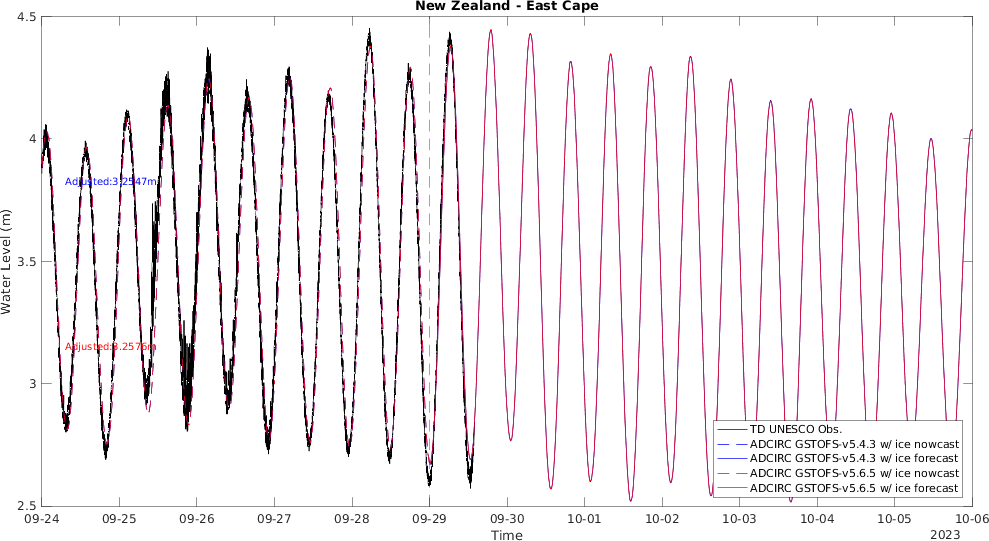 New Zealand - East Cape
4.5
4
3.5
3
2.5
Water Level (m)
Adjusted:3.2547m
Adjusted:3.2576m
TD UNESCO Obs.
ADCIRC GSTOFS-v5.4.3 w/ ice nowcast
ADCIRC GSTOFS-v5.4.3 w/ ice forecast
ADCIRC GSTOFS-v5.6.5 w/ ice nowcast
ADCIRC GSTOFS-v5.6.5 w/ ice forecast
09-24 09-25 09-26 09-27 09-28 09-29 09-30 10-01 10-02 10-03 10-04 10-05 10-06
Time
2023